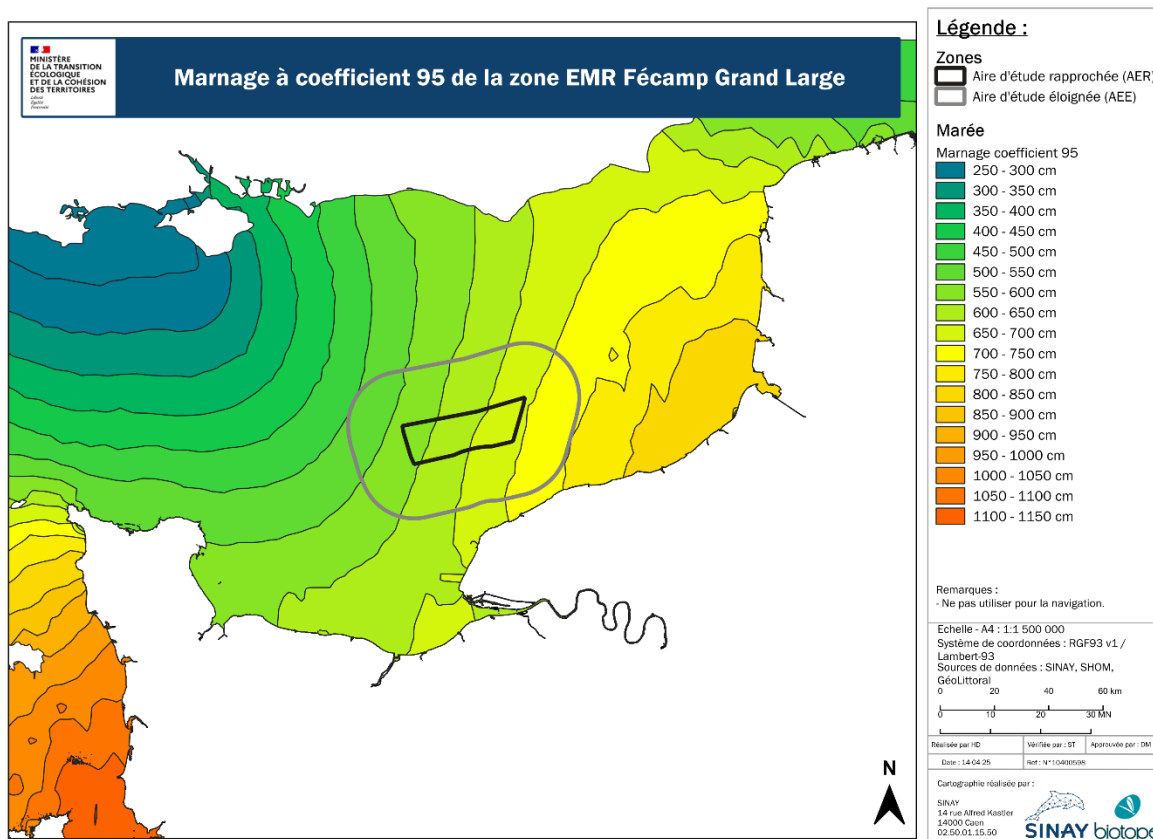 MINISTÈRE
DE LA TRANSITION
ÉCOLOGIQUE
ET DE LA COHÉSION
DES TERRITOIRES
Liberté
Égalité
Fraternité
Marnage à coefficient 95 de la zone EMR Fécamp Grand Large
N
Légende :
Zones
Aire d'étude rapprochée (AER)
Aire d'étude éloignée (AEE)
Marée
Marnage coefficient 95
250 - 300 cm
300 - 350 cm
350 - 400 cm
400 - 450 cm
450 - 500 cm
500 - 550 cm
550 - 600 cm
600 - 650 cm
650 - 700 cm
700 - 750 cm
750 - 800 cm
800 - 850 cm
850 - 900 cm
900 - 950 cm
950 - 1000 cm
1000 - 1050 cm
1050 - 1100 cm
1100 - 1150 cm
Remarques :
- Ne pas utiliser pour la navigation.
Echelle - A4 : 1:1 500 000
Système de coordonnées : RGF93 v1 /
Lambert-93
Sources de données : SINAY, SHOM,
GéoLittoral
0 20 40 60 km
0 10 20 30 MN
Réalisée par HD Vérifiée par : ST Approuvée par : DM
Date : 14-04-25 Ref : N°10400598
Cartographie réalisée par :
SINAY
14 rue Alfred Kastler
14000 Caen
02.50.01.15.50
SINAY biotope